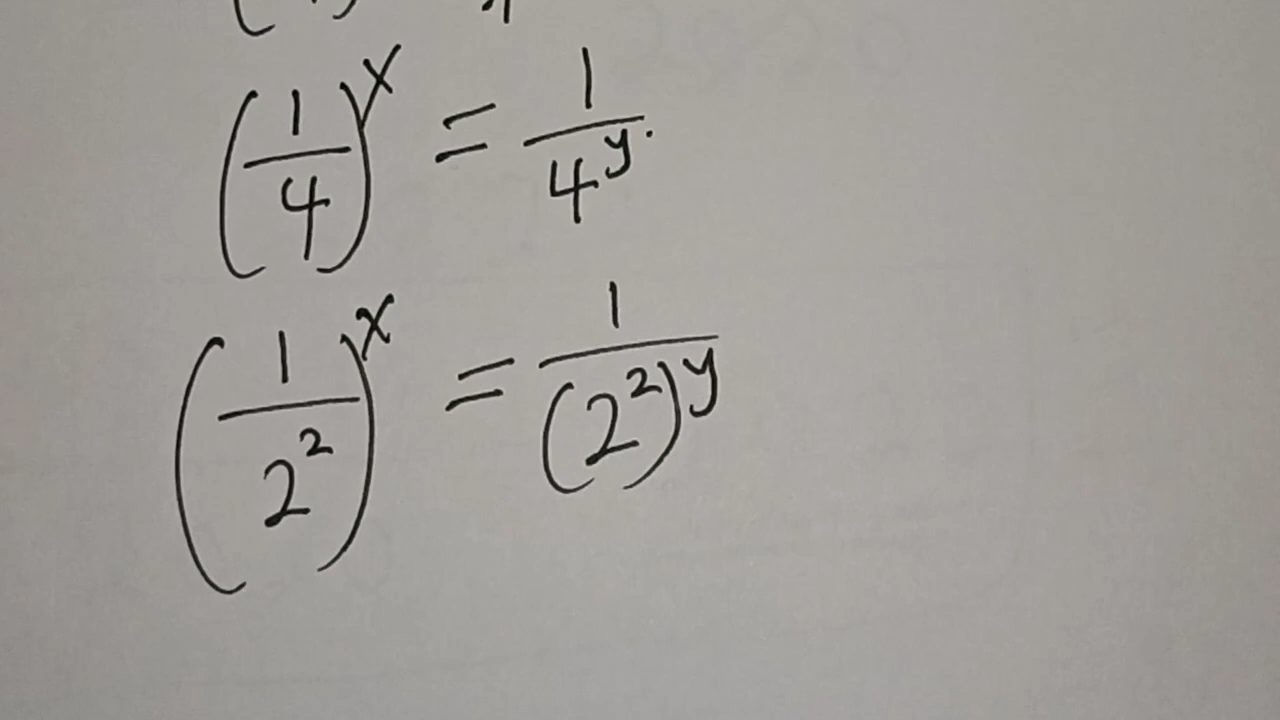 (1/4)^x = 1/4^y.
(1/2^2)^x = 1/(2^2)^y